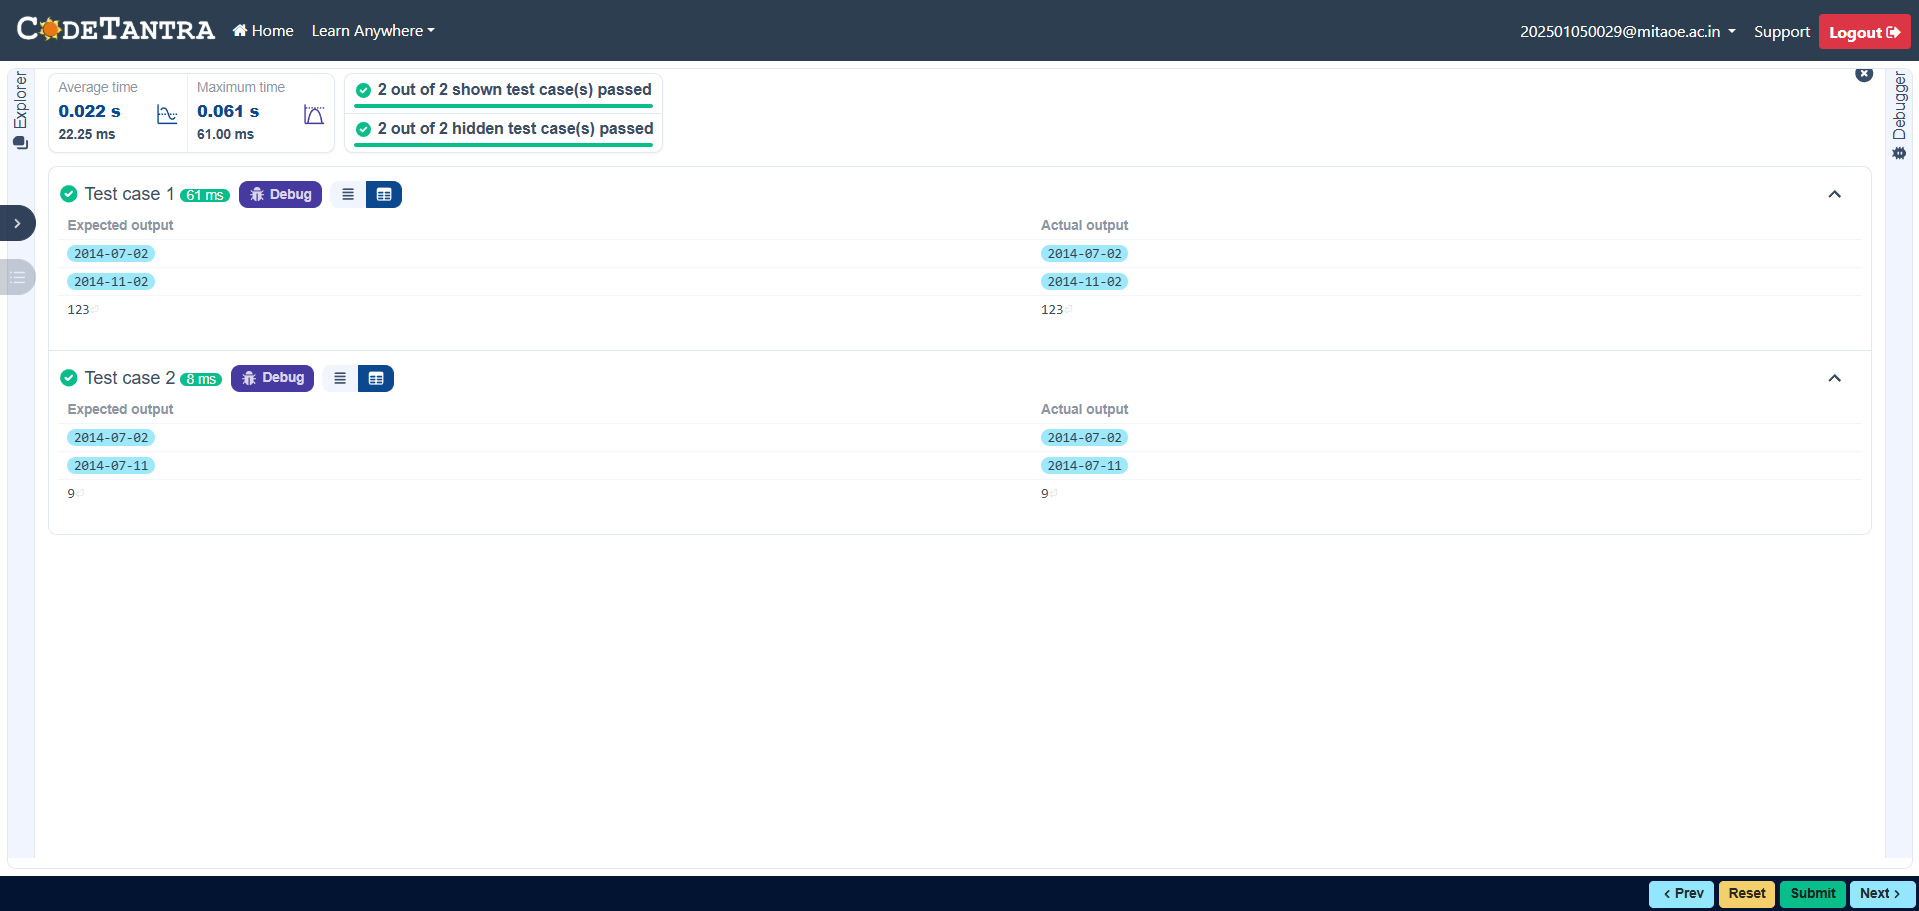 CODETANTRA Home Learn Anywhere 202501050029@mitaoe.ac.in Support Logout
Explorer
Debugger
Average time
0.022 s
22.25 ms
Maximum time
0.061 s
61.00 ms
2 out of 2 shown test case(s) passed
2 out of 2 hidden test case(s) passed
Test case 1 61 ms Debug
Expected output Actual output
2014-07-02 2014-07-02
2014-11-02 2014-11-02
123 123
Test case 2 8 ms Debug
Expected output Actual output
2014-07-02 2014-07-02
2014-07-11 2014-07-11
9 9
Prev Reset Submit Next